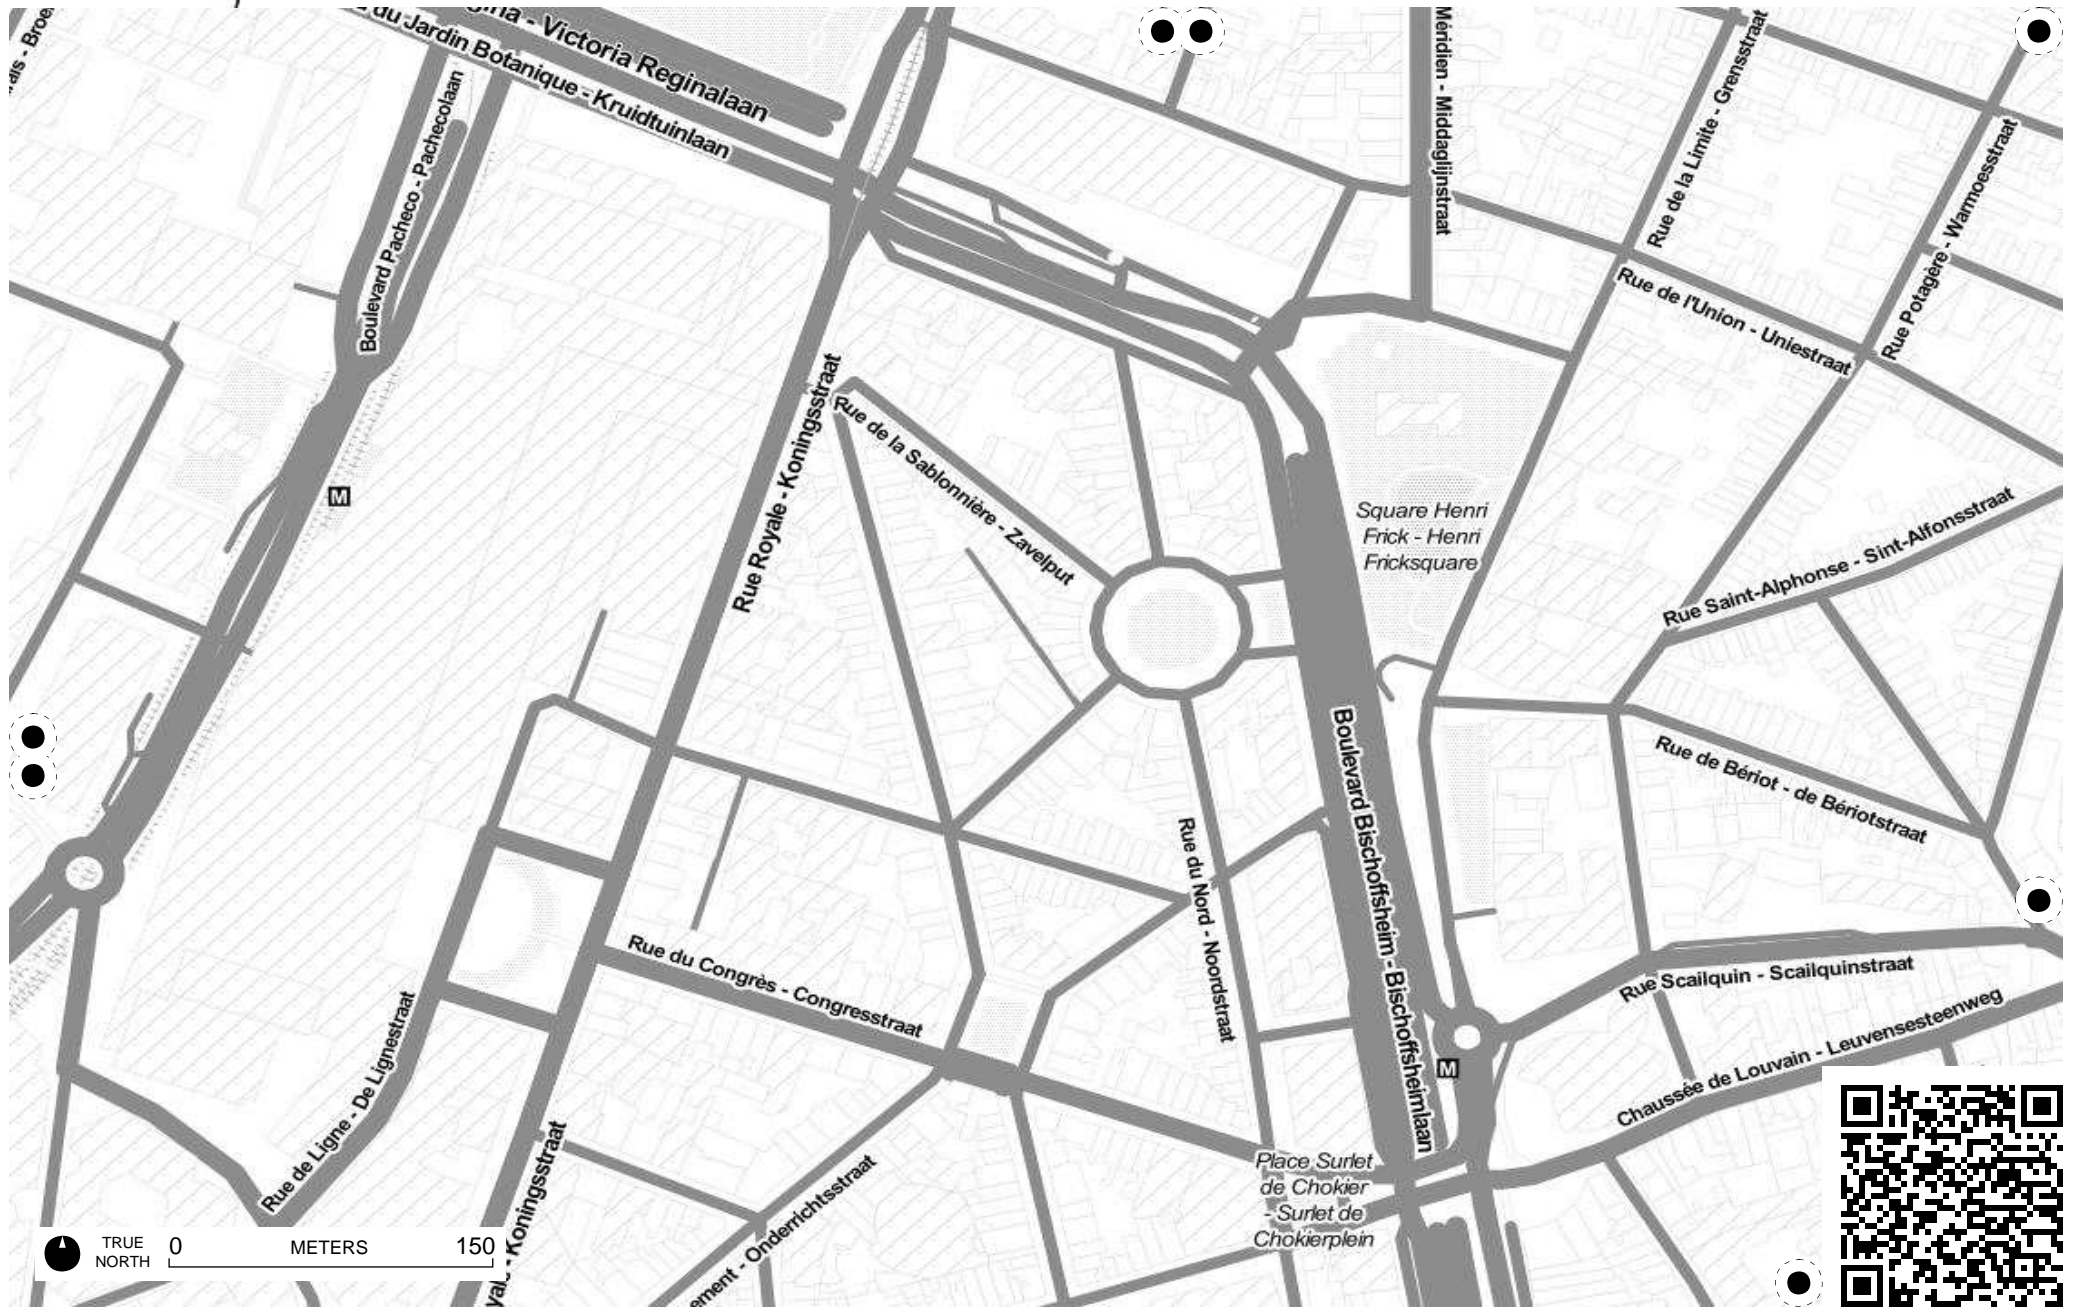 gina - Victoria Reginalaan
du Jardin Botanique - Kruidtuinlaan
Boulevard Pacheco - Pachecolaan
Méridien - Middaglijnstraat
Rue de la Limite - Grensstraat
Rue Potagère - Warmoesstraat
Rue de l'Union - Uniestraat
Rue Royale - Koningsstraat
Rue de la Sablonnière - Zavelput
M
Square Henri
Frick - Henri
Fricksquare
Rue Saint-Alphonse - Sint-Alfonsstraat
Rue de Bériot - de Bériotstraat
Boulevard Bischoffsheim - Bischoffsheimlaan
Rue du Nord - Noordstraat
Rue du Congrès - Congresstraat
Rue Scailquin - Scailquinstraat
Chaussée de Louvain - Leuvensesteenweg
M
Rue de Ligne - De Lignestraat
yale - Koningsstraat
ement - Onderrichtsstraat
Place Surlet
de Chokier
- Surlet de
Chokierplein
TRUE
NORTH
0 METERS 150